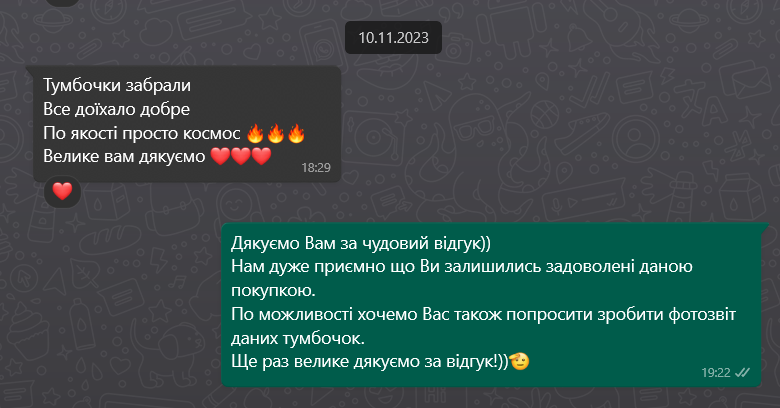 10.11.2023
Тумбочки забрали
Все доїхало добре
По якості просто космос 🔥🔥🔥
Велике вам дякуємо ❤️❤️❤️
18:29
❤️
Дякуємо Вам за чудовий відгук))
Нам дуже приємно що Ви залишились задоволені даною
покупкою.
По можливості хочемо Вас також попросити зробити фотозвіт
даних тумбочок.
Ще раз велике дякуємо за відгук!))🫡
19:22